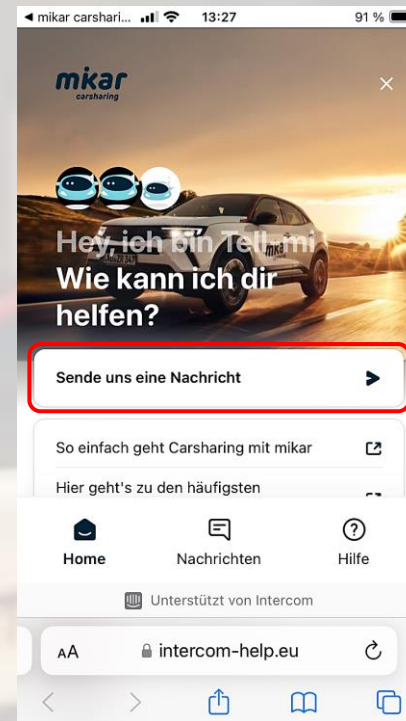 ◀ mikar carshari... 13:27 91 %
mikar
carsharing
Hey, ich bin Tell-mi
Wie kann ich dir
helfen?
Sende uns eine Nachricht
So einfach geht Carsharing mit mikar
Hier geht's zu den häufigsten
Home Nachrichten Hilfe
Unterstützt von Intercom
AA intercom-help.eu